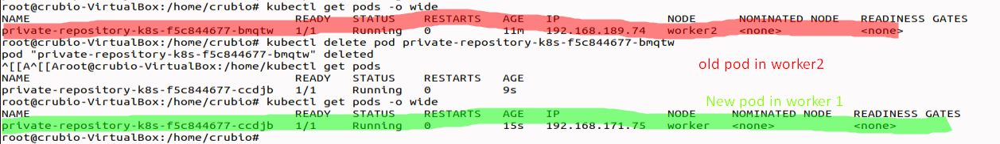 root@crubio-VirtualBox:/home/crubio# kubectl get pods -o wide
NAME READY STATUS RESTARTS AGE IP NODE NOMINATED NODE READINESS GATES
private-repository-k8s-f5c844677-bmqtw 1/1 Running 0 11m 192.168.189.74 worker2 <none> <none>
root@crubio-VirtualBox:/home/crubio# kubectl delete pod private-repository-k8s-f5c844677-bmqtw
pod "private-repository-k8s-f5c844677-bmqtw" deleted
old pod in worker2
^[[A^[[Aroot@crubio-VirtualBox:/home/crubio# kubectl get pods
NAME READY STATUS RESTARTS AGE
private-repository-k8s-f5c844677-ccdjb 1/1 Running 0 9s
New pod in worker 1
root@crubio-VirtualBox:/home/crubio# kubectl get pods -o wide
NAME READY STATUS RESTARTS AGE IP NODE NOMINATED NODE READINESS GATES
private-repository-k8s-f5c844677-ccdjb 1/1 Running 0 15s 192.168.171.75 worker <none> <none>
root@crubio-VirtualBox:/home/crubio#